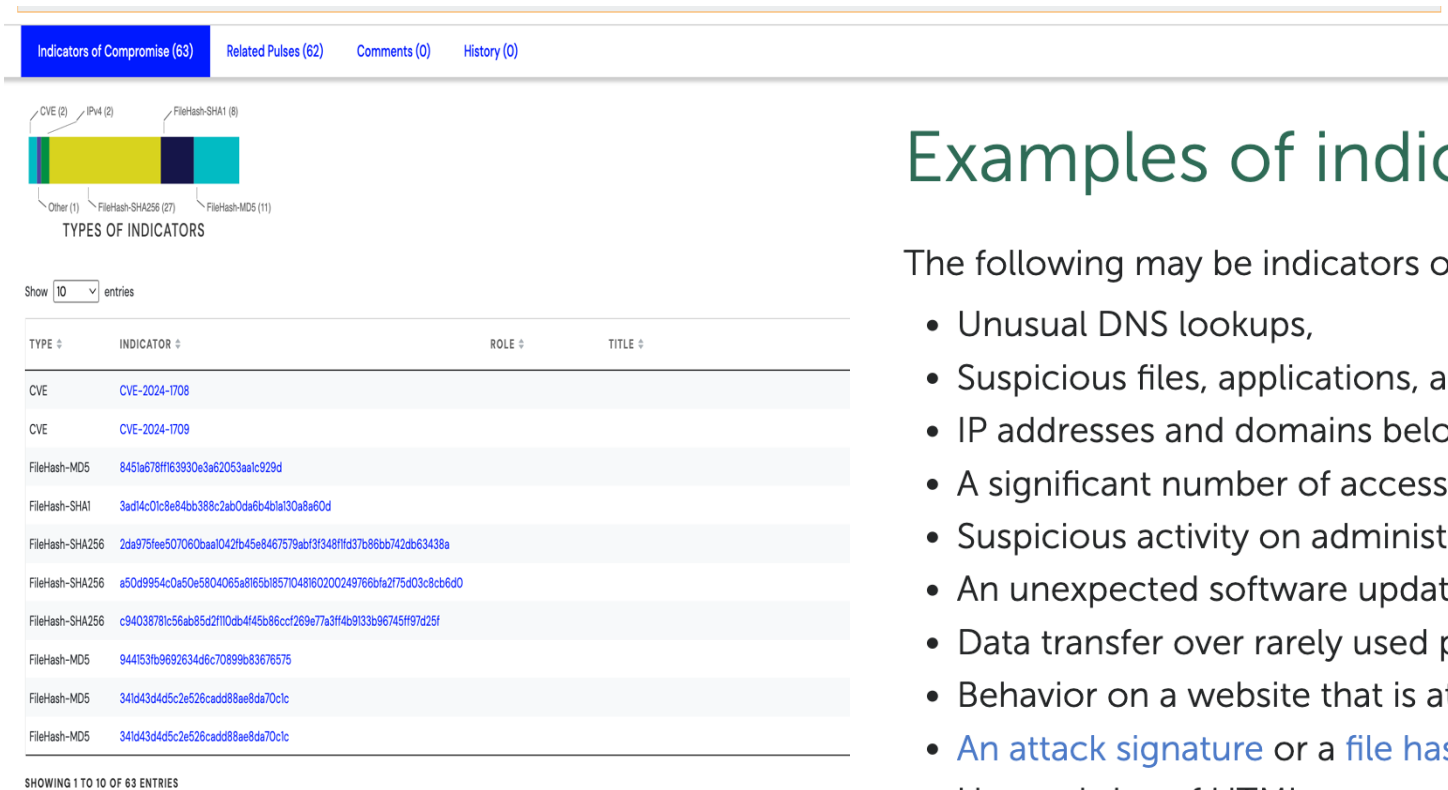 Indicators of Compromise (63) Related Pulses (62) Comments (0) History (0)
CVE (2) IPv4 (2) FileHash-SHA1 (8)
Other (1) FileHash-SHA256 (27) FileHash-MD5 (11)
TYPES OF INDICATORS
Show 10 entries
TYPE INDICATOR ROLE TITLE
CVE CVE-2024-1708
CVE CVE-2024-1709
FileHash-MD5 8451a678ff163930e3a62053aa1c929d
FileHash-SHA1 3ad14c01c8e84bb388c2ab0da6b4b1a130a8a60d
FileHash-SHA256 2da975fee507060baa1042fb45e8467579abf3f348f1fd37b86bb742db63438a
FileHash-SHA256 a50d9954c0a50e5804065a8165b18571048160200249766bfa2f75d03c8cb6d0
FileHash-SHA256 c94038781c56ab85d2f110db4f45b86ccf269e77a3ff4b9133b96745ff97d25f
FileHash-MD5 944153fb9692634d6c70899b83676575
FileHash-MD5 341d43d4d5c2e526cadd88ae8da70c1c
FileHash-MD5 341d43d4d5c2e526cadd88ae8da70c1c
SHOWING 1 TO 10 OF 63 ENTRIES
Examples of indic
The following may be indicators o
• Unusual DNS lookups,
• Suspicious files, applications, a
• IP addresses and domains belo
• A significant number of access
• Suspicious activity on administ
• An unexpected software updat
• Data transfer over rarely used p
• Behavior on a website that is at
• An attack signature or a file has